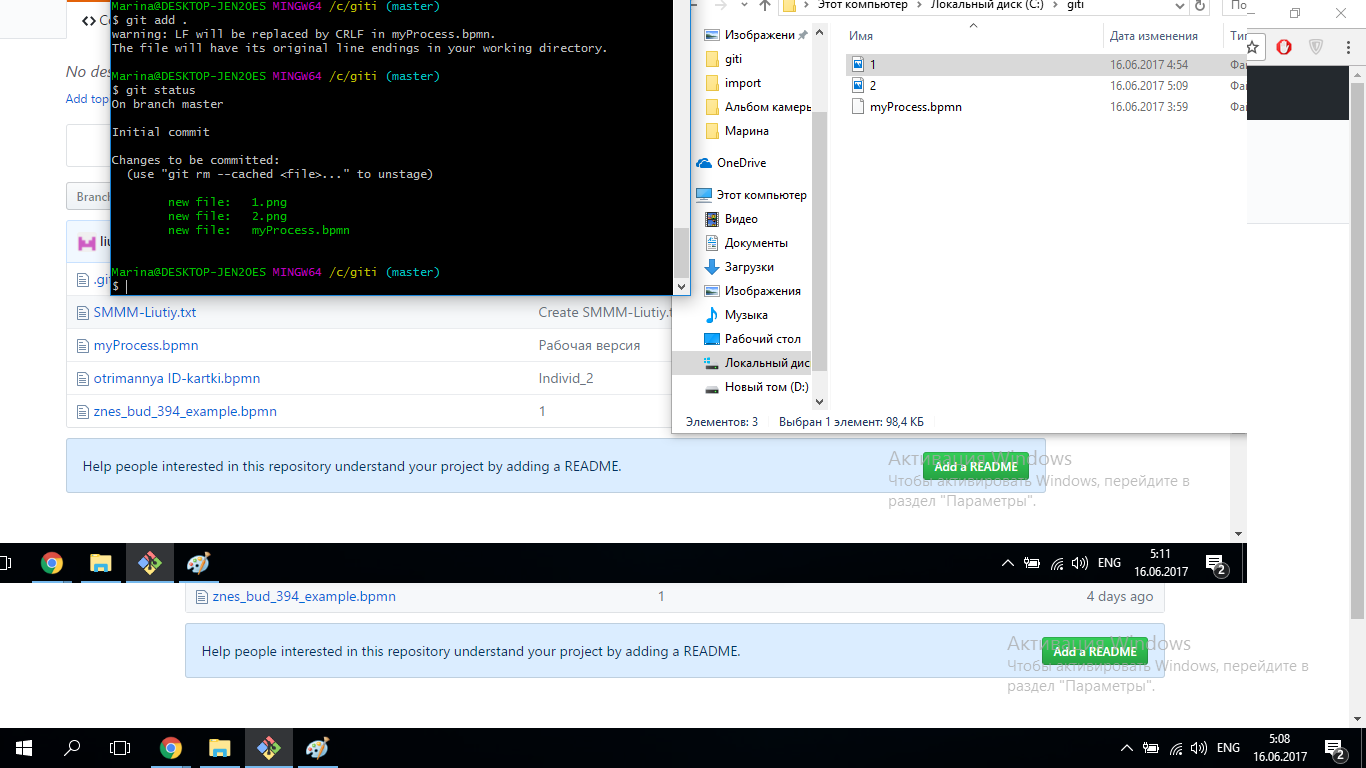 Marina@DESKTOP-JEN2OES MINGW64 /c/giti (master)
$ git add .
warning: LF will be replaced by CRLF in myProcess.bpmn.
The file will have its original line endings in your working directory.
Marina@DESKTOP-JEN2OES MINGW64 /c/giti (master)
$ git status
On branch master
Initial commit
Changes to be committed:
(use "git rm --cached <file>..." to unstage)
new file: 1.png
new file: 2.png
new file: myProcess.bpmn
Marina@DESKTOP-JEN2OES MINGW64 /c/giti (master)
$
Этот компьютер Локальный диск (C:) giti
По
Имя Дата изменения Тип
1 16.06.2017 4:54 Фа
2 16.06.2017 5:09 Фа
myProcess.bpmn 16.06.2017 3:59 Фа
Изображени
giti
import
Альбом камеры
Марина
OneDrive
Этот компьютер
Видео
Документы
Загрузки
Изображения
Музыка
Рабочий стол
Локальный дис
Новый том (D:)
Элементов: 3 Выбран 1 элемент: 98,4 КБ
<> C
No des
Add top
Branch
liu
.gi
SMMM-Liutiy.txt Create SMMM-Liutiy.t
myProcess.bpmn Рабочая версия
otrimannya ID-kartki.bpmn Individ_2
znes_bud_394_example.bpmn 1
Help people interested in this repository understand your project by adding a README.
Add a README
Активация Windows
Чтобы активировать Windows, перейдите в
раздел "Параметры".
ENG 5:11
16.06.2017
2
znes_bud_394_example.bpmn 1 4 days ago
Help people interested in this repository understand your project by adding a README.
Add a README
Активация Windows
Чтобы активировать Windows, перейдите в
раздел "Параметры".
ENG 5:08
16.06.2017
2